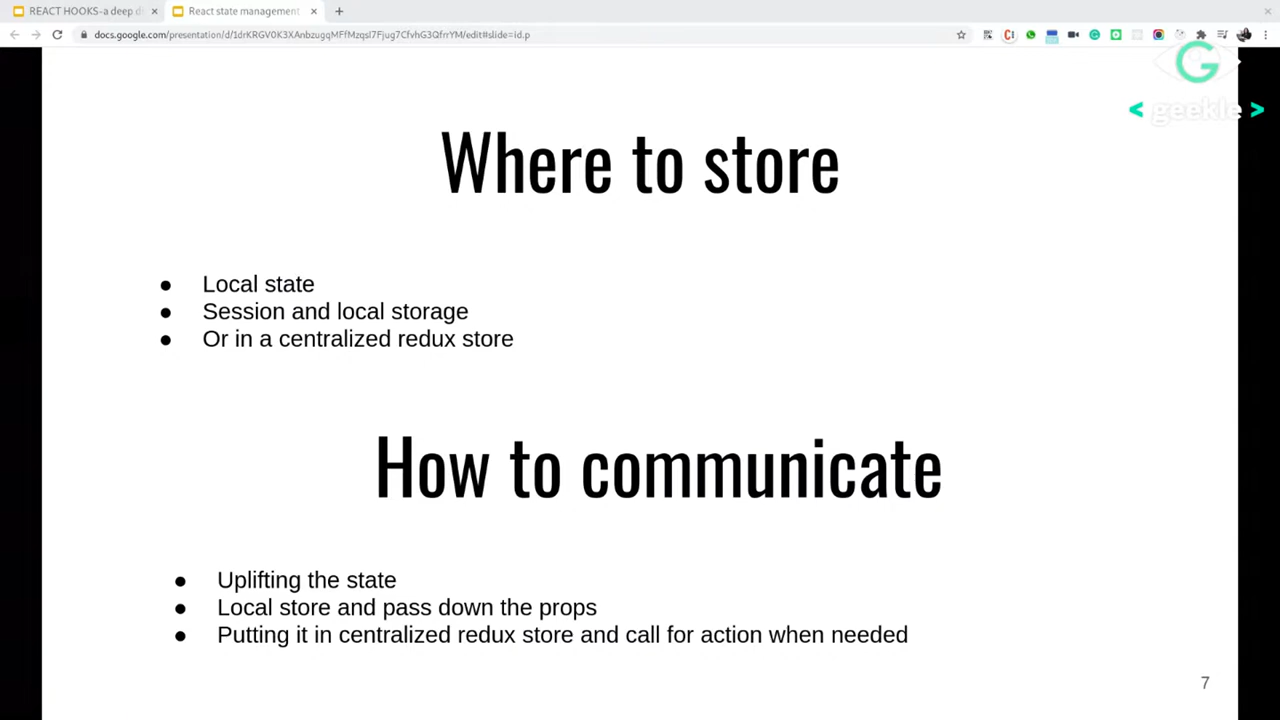 REACT HOOKS-a deep d
React state management
docs.google.com/presentation/d/1drKRGV0K3XAnbzugqMFfMzqsl7Fjug7CfvhG3QfrrYM/edit#slide=id.p
G
< geekle >
Where to store
● Local state
● Session and local storage
● Or in a centralized redux store
How to communicate
● Uplifting the state
● Local store and pass down the props
● Putting it in centralized redux store and call for action when needed
7